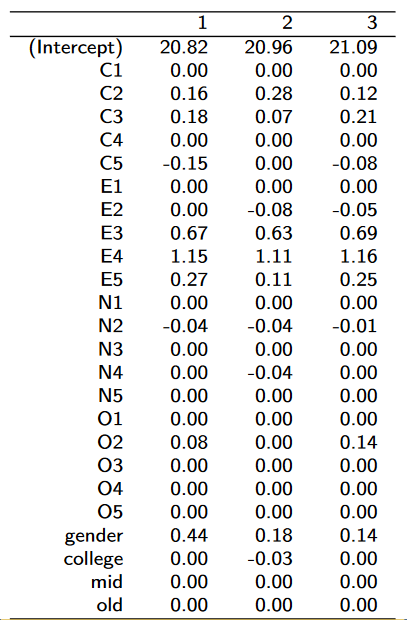 1 2 3
(Intercept) 20.82 20.96 21.09
C1 0.00 0.00 0.00
C2 0.16 0.28 0.12
C3 0.18 0.07 0.21
C4 0.00 0.00 0.00
C5 -0.15 0.00 -0.08
E1 0.00 0.00 0.00
E2 0.00 -0.08 -0.05
E3 0.67 0.63 0.69
E4 1.15 1.11 1.16
E5 0.27 0.11 0.25
N1 0.00 0.00 0.00
N2 -0.04 -0.04 -0.01
N3 0.00 0.00 0.00
N4 0.00 -0.04 0.00
N5 0.00 0.00 0.00
O1 0.00 0.00 0.00
O2 0.08 0.00 0.14
O3 0.00 0.00 0.00
O4 0.00 0.00 0.00
O5 0.00 0.00 0.00
gender 0.44 0.18 0.14
college 0.00 -0.03 0.00
mid 0.00 0.00 0.00
old 0.00 0.00 0.00